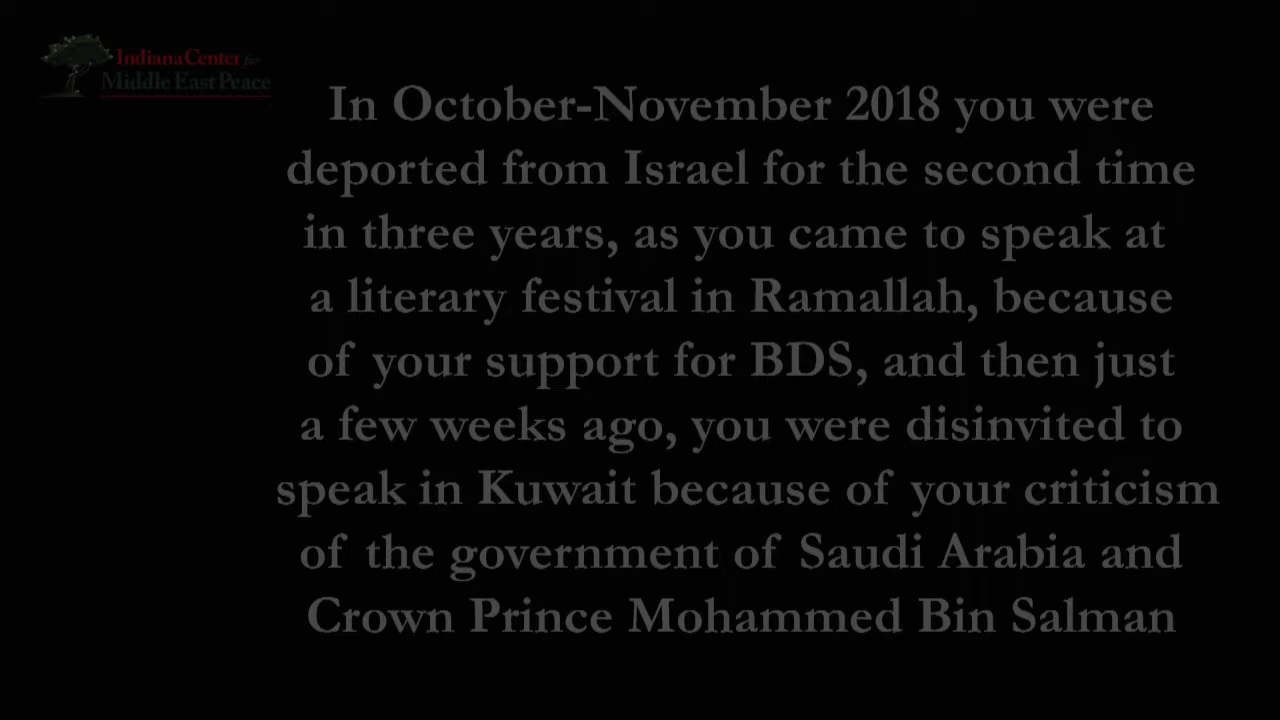 Indiana Center for
Middle East Peace
In October-November 2018 you were
deported from Israel for the second time
in three years, as you came to speak at
a literary festival in Ramallah, because
of your support for BDS, and then just
a few weeks ago, you were disinvited to
speak in Kuwait because of your criticism
of the government of Saudi Arabia and
Crown Prince Mohammed Bin Salman